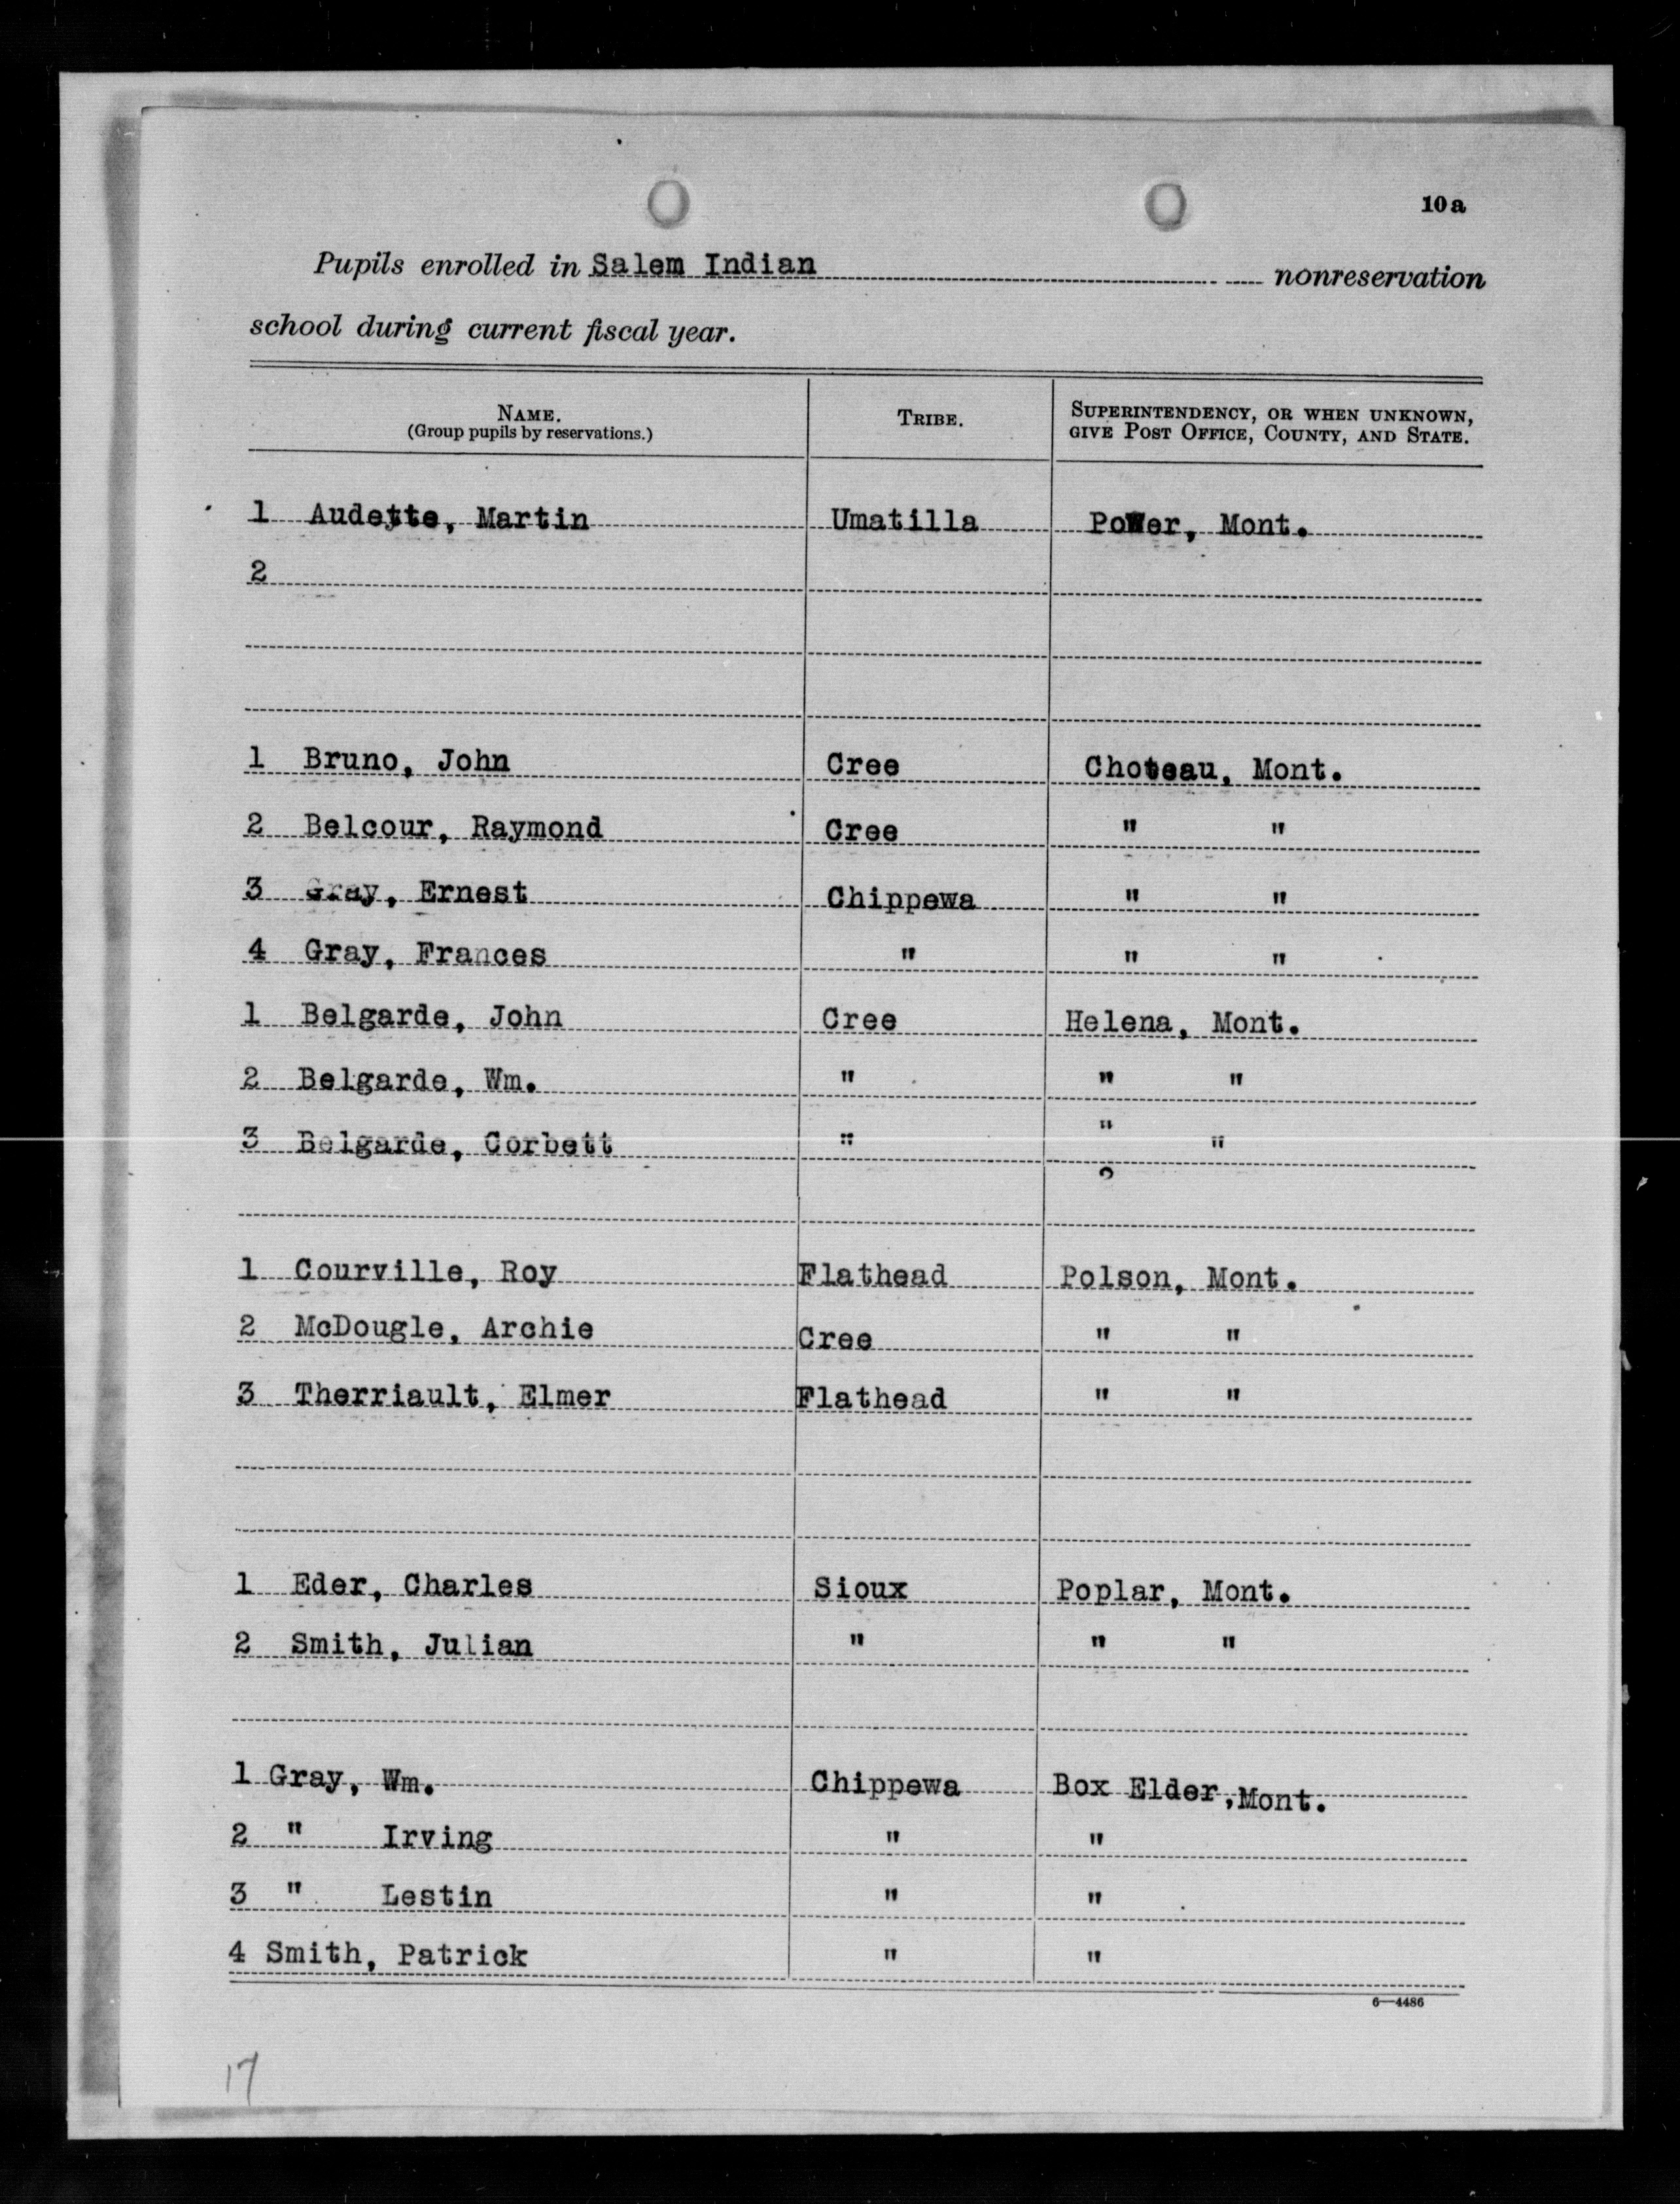 10a
Pupils enrolled in Salem Indian nonreservation
school during current fiscal year.
NAME. TRIBE. SUPERINTENDENCY, OR WHEN UNKNOWN,
(Group pupils by reservations.) GIVE POST OFFICE, COUNTY, AND STATE.
1 Audette, Martin Umatilla Power, Mont.
2
1 Bruno, John Cree Choteau, Mont.
2 Belcour, Raymond Cree " "
3 Gray, Ernest Chippewa " "
4 Gray, Frances " " "
1 Belgarde, John Cree Helena, Mont.
2 Belgarde, Wm. " " "
3 Belgarde, Corbett " " "
1 Courville, Roy Flathead Polson, Mont.
2 McDougle, Archie Cree " "
3 Therriault, Elmer Flathead " "
1 Eder, Charles Sioux Poplar, Mont.
2 Smith, Julian " " "
1 Gray, Wm. Chippewa Box Elder, Mont.
2 " Irving " "
3 " Lestin " "
4 Smith, Patrick " "
6—4486
17